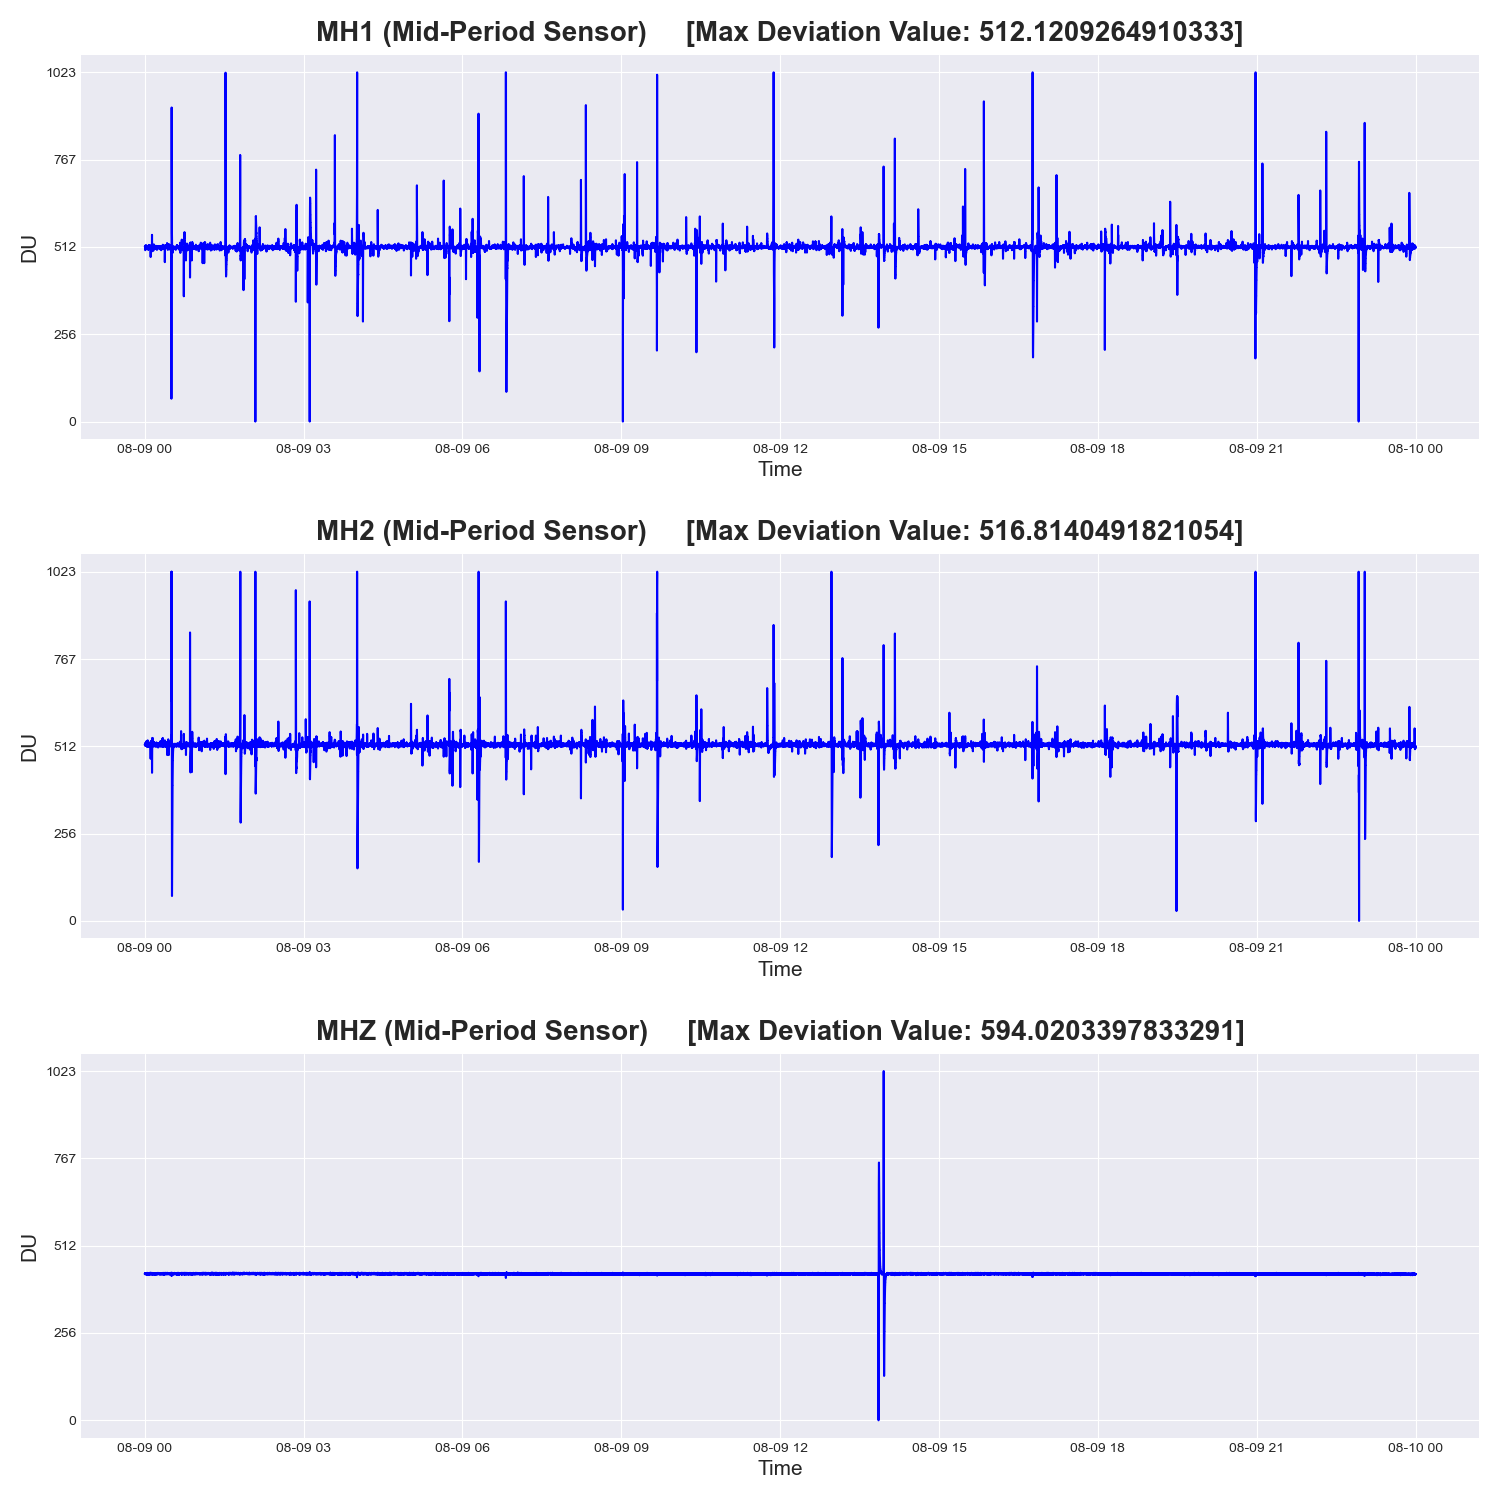 MH1 (Mid-Period Sensor) [Max Deviation Value: 512.1209264910333]
1023
767
512
256
0
DU
08-09 00 08-09 03 08-09 06 08-09 09 08-09 12 08-09 15 08-09 18 08-09 21 08-10 00
Time
MH2 (Mid-Period Sensor) [Max Deviation Value: 516.8140491821054]
1023
767
512
256
0
DU
08-09 00 08-09 03 08-09 06 08-09 09 08-09 12 08-09 15 08-09 18 08-09 21 08-10 00
Time
MHZ (Mid-Period Sensor) [Max Deviation Value: 594.0203397833291]
1023
767
512
256
0
DU
08-09 00 08-09 03 08-09 06 08-09 09 08-09 12 08-09 15 08-09 18 08-09 21 08-10 00
Time